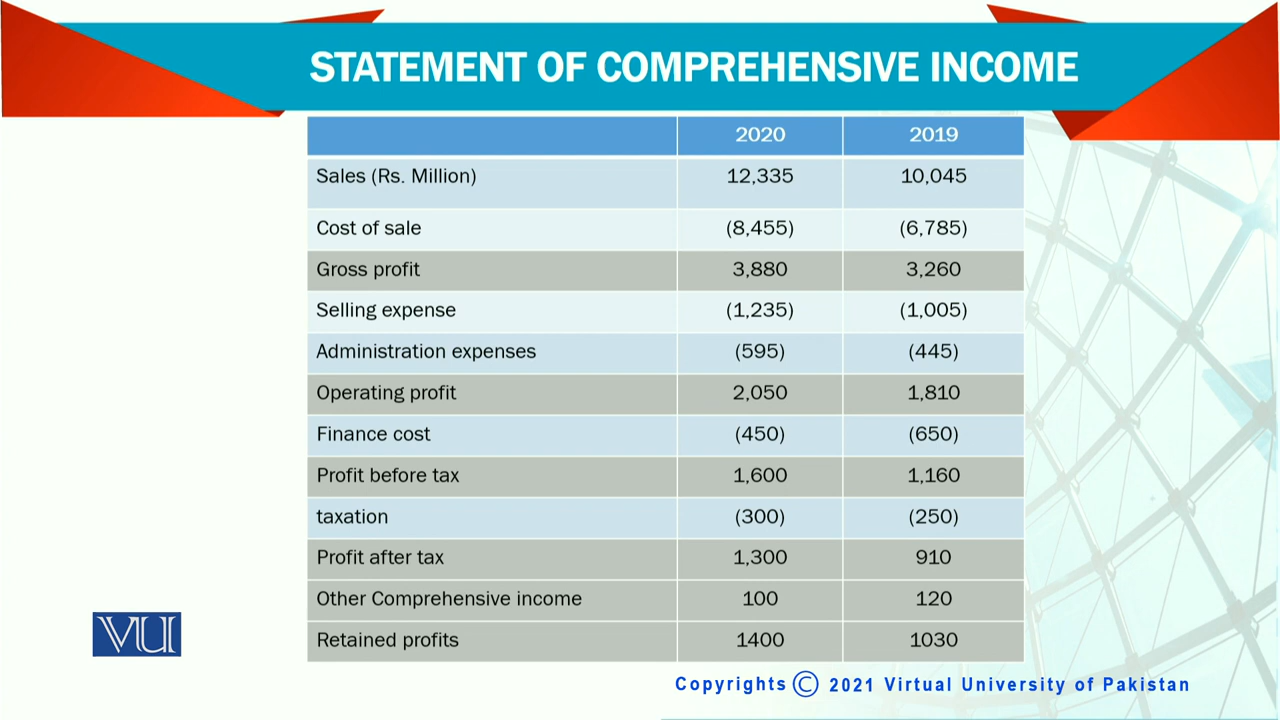 STATEMENT OF COMPREHENSIVE INCOME
2020 2019
Sales (Rs. Million) 12,335 10,045
Cost of sale (8,455) (6,785)
Gross profit 3,880 3,260
Selling expense (1,235) (1,005)
Administration expenses (595) (445)
Operating profit 2,050 1,810
Finance cost (450) (650)
Profit before tax 1,600 1,160
taxation (300) (250)
Profit after tax 1,300 910
Other Comprehensive income 100 120
Retained profits 1400 1030
VU
Copyrights © 2021 Virtual University of Pakistan